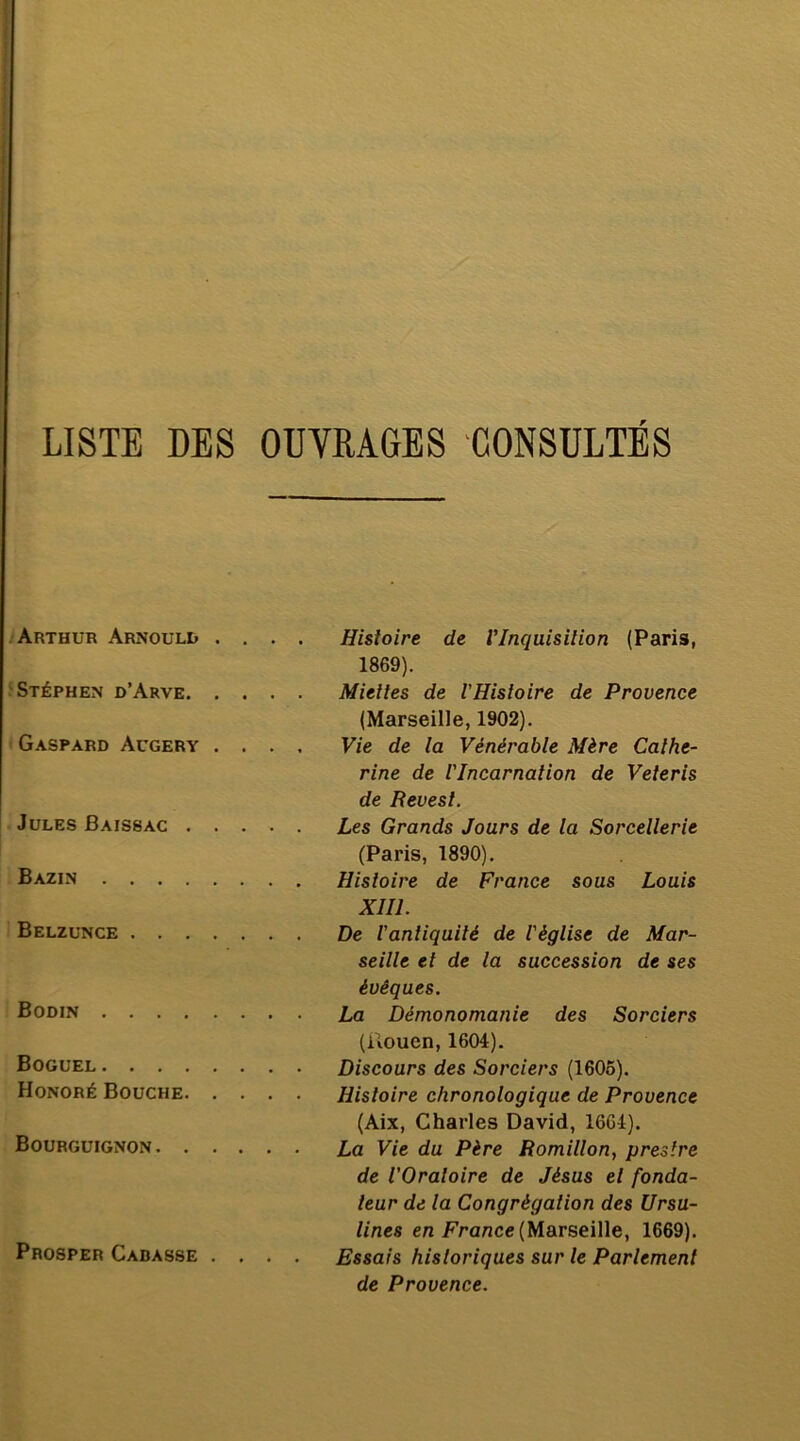 LISTE DES OUVRAGES CONSULTÉS
ARTHUR ARNOULD . . . . Histoire de l'Inquisition (Paris,
1869).
STÉPHEN D'ARVE. . . . . Miettes de l'Histoire de Provence
(Marseille, 1902).
GASPARD AUGERY . . . . Vie de la Vénérable Mère Cathe-
rine de l'Incarnation de Veteris
de Revest.
JULES BAISSAC . . . . . Les Grands Jours de la Sorcellerie
(Paris, 1890).
BAZIN . . . . . . . . Histoire de France sous Louis
XIII.
BELZUNCE . . . . . . . De l'antiquité de l'église de Mar-
seille et de la succession de ses
évêques.
BODIN . . . . . . . . La Démonomanie des Sorciers
(Rouen, 1604).
BOGUEL. . . . . . . . Discours des Sorciers (1605).
HONORÉ BOUCHE. . . . . Histoire chronologique de Provence
(Aix, Charles David, 1664).
BOURGUIGNON. . . . . . La Vie du Père Romillon, prestre
de l'Oratoire de Jésus et fonda-
teur de la Congrégation des Ursu-
lines en France (Marseille, 1669).
PROSPER CABASSE . . . . Essais historiques sur le Parlement
de Provence.